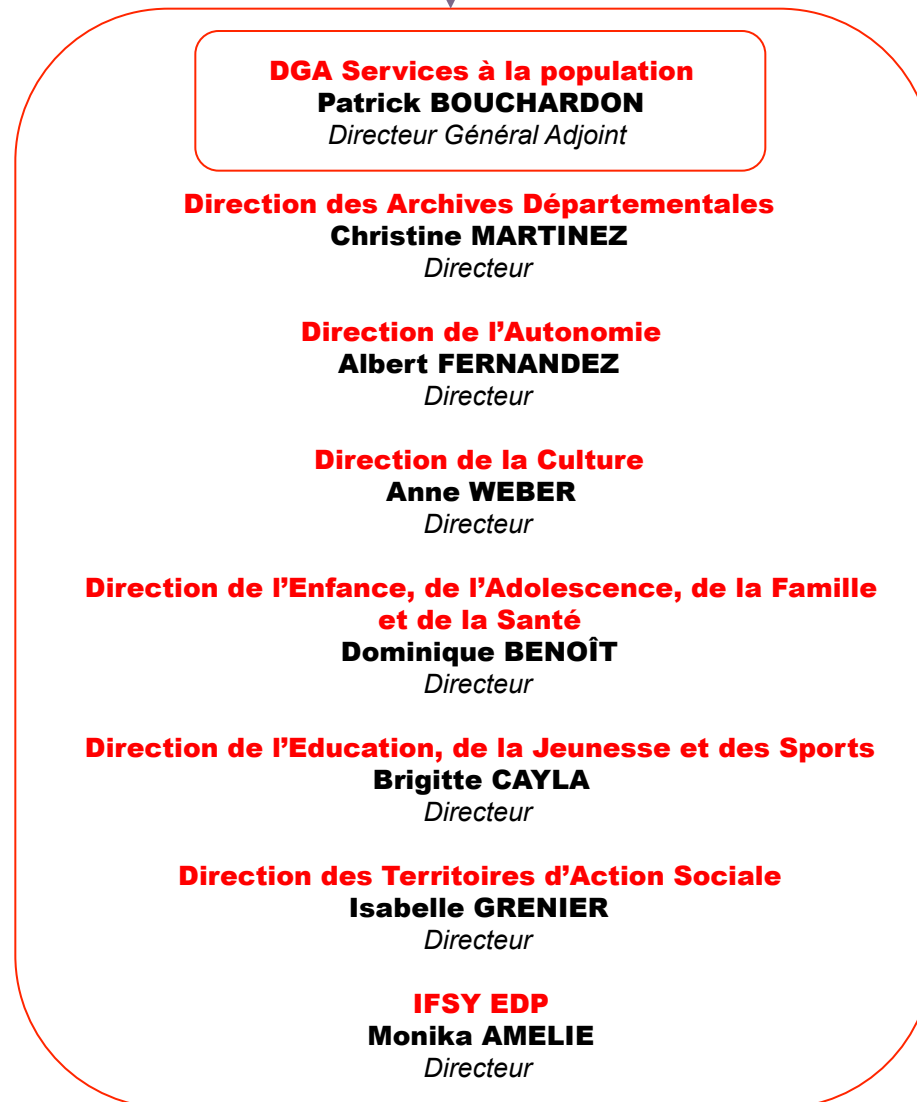 DGA Services à la population
Patrick BOUCHARDON
Directeur Général Adjoint
Direction des Archives Départementales
Christine MARTINEZ
Directeur
Direction de l’Autonomie
Albert FERNANDEZ
Directeur
Direction de la Culture
Anne WEBER
Directeur
Direction de l’Enfance, de l’Adolescence, de la Famille
et de la Santé
Dominique BENOÎT
Directeur
Direction de l’Education, de la Jeunesse et des Sports
Brigitte CAYLA
Directeur
Direction des Territoires d’Action Sociale
Isabelle GRENIER
Directeur
IFSY EDP
Monika AMELIE
Directeur